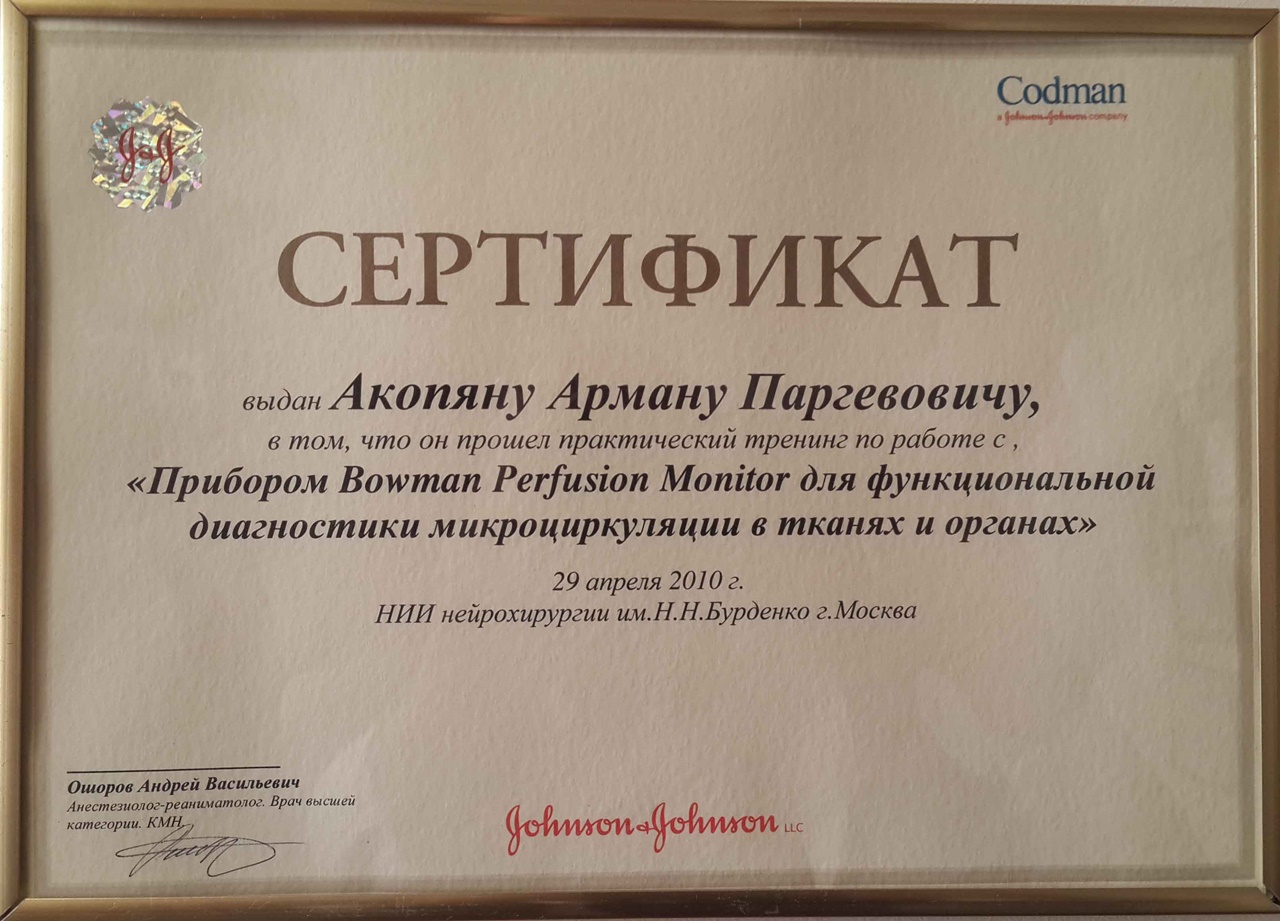 J&J
Codman
a Johnson & Johnson company
СЕРТИФИКАТ
выдан Акопяну Арману Паргевовичу,
в том, что он прошел практический тренинг по работе с ,
«Прибором Bowman Perfusion Monitor для функциональной
диагностики микроциркуляции в тканях и органах»
29 апреля 2010 г.
НИИ нейрохирургии им.Н.Н.Бурденко г.Москва
Ошоров Андрей Васильевич
Анестезиолог-реаниматолог. Врач высшей
категории. КМН.
Johnson & Johnson LLC